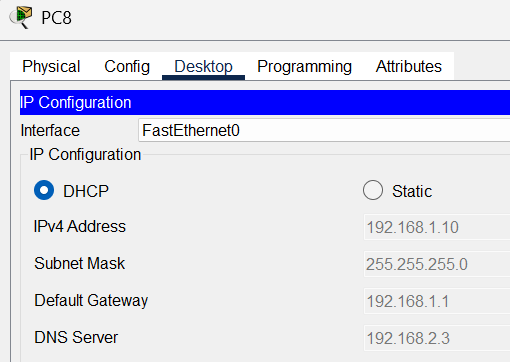 PC8
Physical Config Desktop Programming Attributes
IP Configuration
Interface FastEthernet0
IP Configuration
DHCP Static
IPv4 Address 192.168.1.10
Subnet Mask 255.255.255.0
Default Gateway 192.168.1.1
DNS Server 192.168.2.3